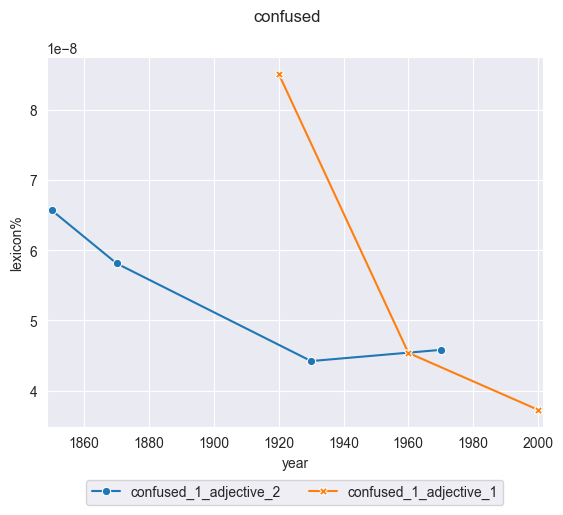 confused
1e−8
8
7
6
5
4
lexicon%
1860 1880 1900 1920 1940 1960 1980 2000
year
confused_1_adjective_2 confused_1_adjective_1